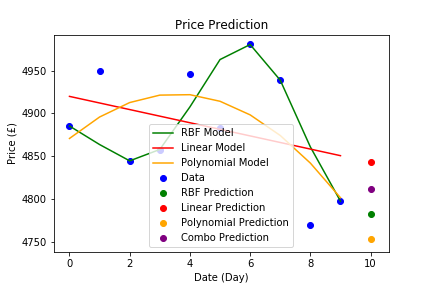 Price Prediction
Price (£)
4950
4900
4850
4800
4750
RBF Model
Linear Model
Polynomial Model
Data
RBF Prediction
Linear Prediction
Polynomial Prediction
Combo Prediction
0 2 4 6 8 10
Date (Day)